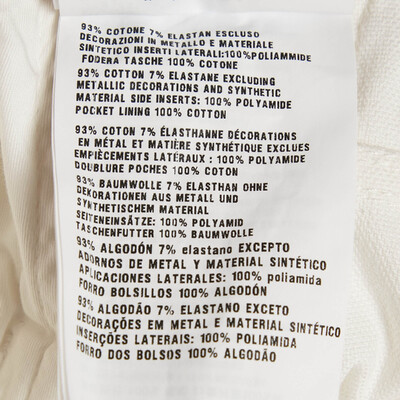 93% COTONE 7% ELASTAN ESCLUSO
DECORAZIONI IN METALLO E MATERIALE
SINTETICO INSERTI LATERALI:100%POLIAMMIDE
FODERA TASCHE 100% COTONE
93% COTTON 7% ELASTANE EXCLUDING
METALLIC DECORATIONS AND SYNTHETIC
MATERIAL SIDE INSERTS: 100% POLYAMIDE
POCKET LINING 100% COTTON
93% COTON 7% ÉLASTHANNE DÉCORATIONS
EN MÉTAL ET MATIÈRE SYNTHÉTIQUE EXCLUES
EMPIÈCEMENTS LATÉRAUX : 100% POLYAMIDE
DOUBLURE POCHES 100% COTON
93% BAUMWOLLE 7% ELASTHAN OHNE
DEKORATIONEN AUS METALL UND
SYNTHETISCHEM MATERIAL
SEITENEINSÄTZE: 100% POLYAMID
TASCHENFUTTER 100% BAUMWOLLE
93% ALGODÓN 7% elastano EXCEPTO
ADORNOS DE METAL Y MATERIAL SINTÉTICO
APLICACIONES LATERALES: 100% poliamida
FORRO BOLSILLOS 100% ALGODÓN
93% ALGODÃO 7% ELASTANO EXCETO
DECORAÇÕES EM METAL E MATERIAL SINTÉTICO
INSERÇÕES LATERAIS: 100% POLIAMIDA
FORRO DOS BOLSOS 100% ALGODÃO